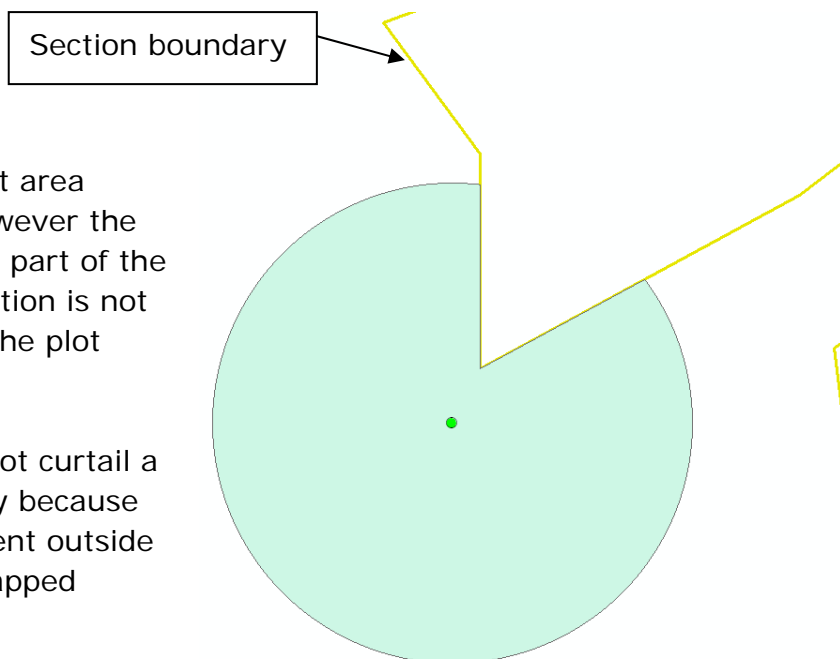 Section boundary
t area
wever the
part of the
tion is not
he plot
ot curtail a
y because
ent outside
apped